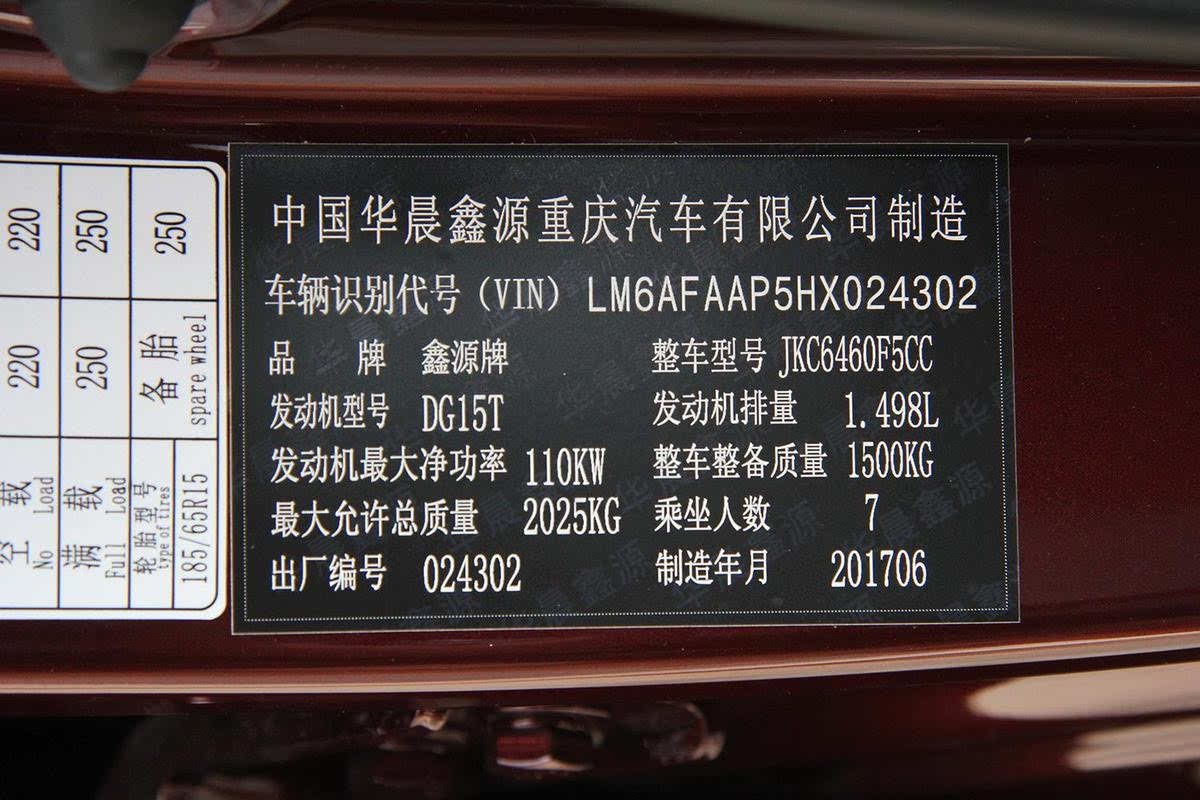 中国华晨鑫源重庆汽车有限公司制造
车辆识别代号（VIN） LM6AFAAP5HX024302
品 牌 鑫源牌 整车型号 JKC6460F5CC
发动机型号 DG15T 发动机排量 1.498L
发动机最大净功率 110KW 整车整备质量 1500KG
最大允许总质量 2025KG 乘坐人数 7
出厂编号 024302 制造年月 201706
空载 220 220
No Load
满载 250 250
Full Load
轮胎型号 备胎 250
type of tires spare wheel
185/65R15